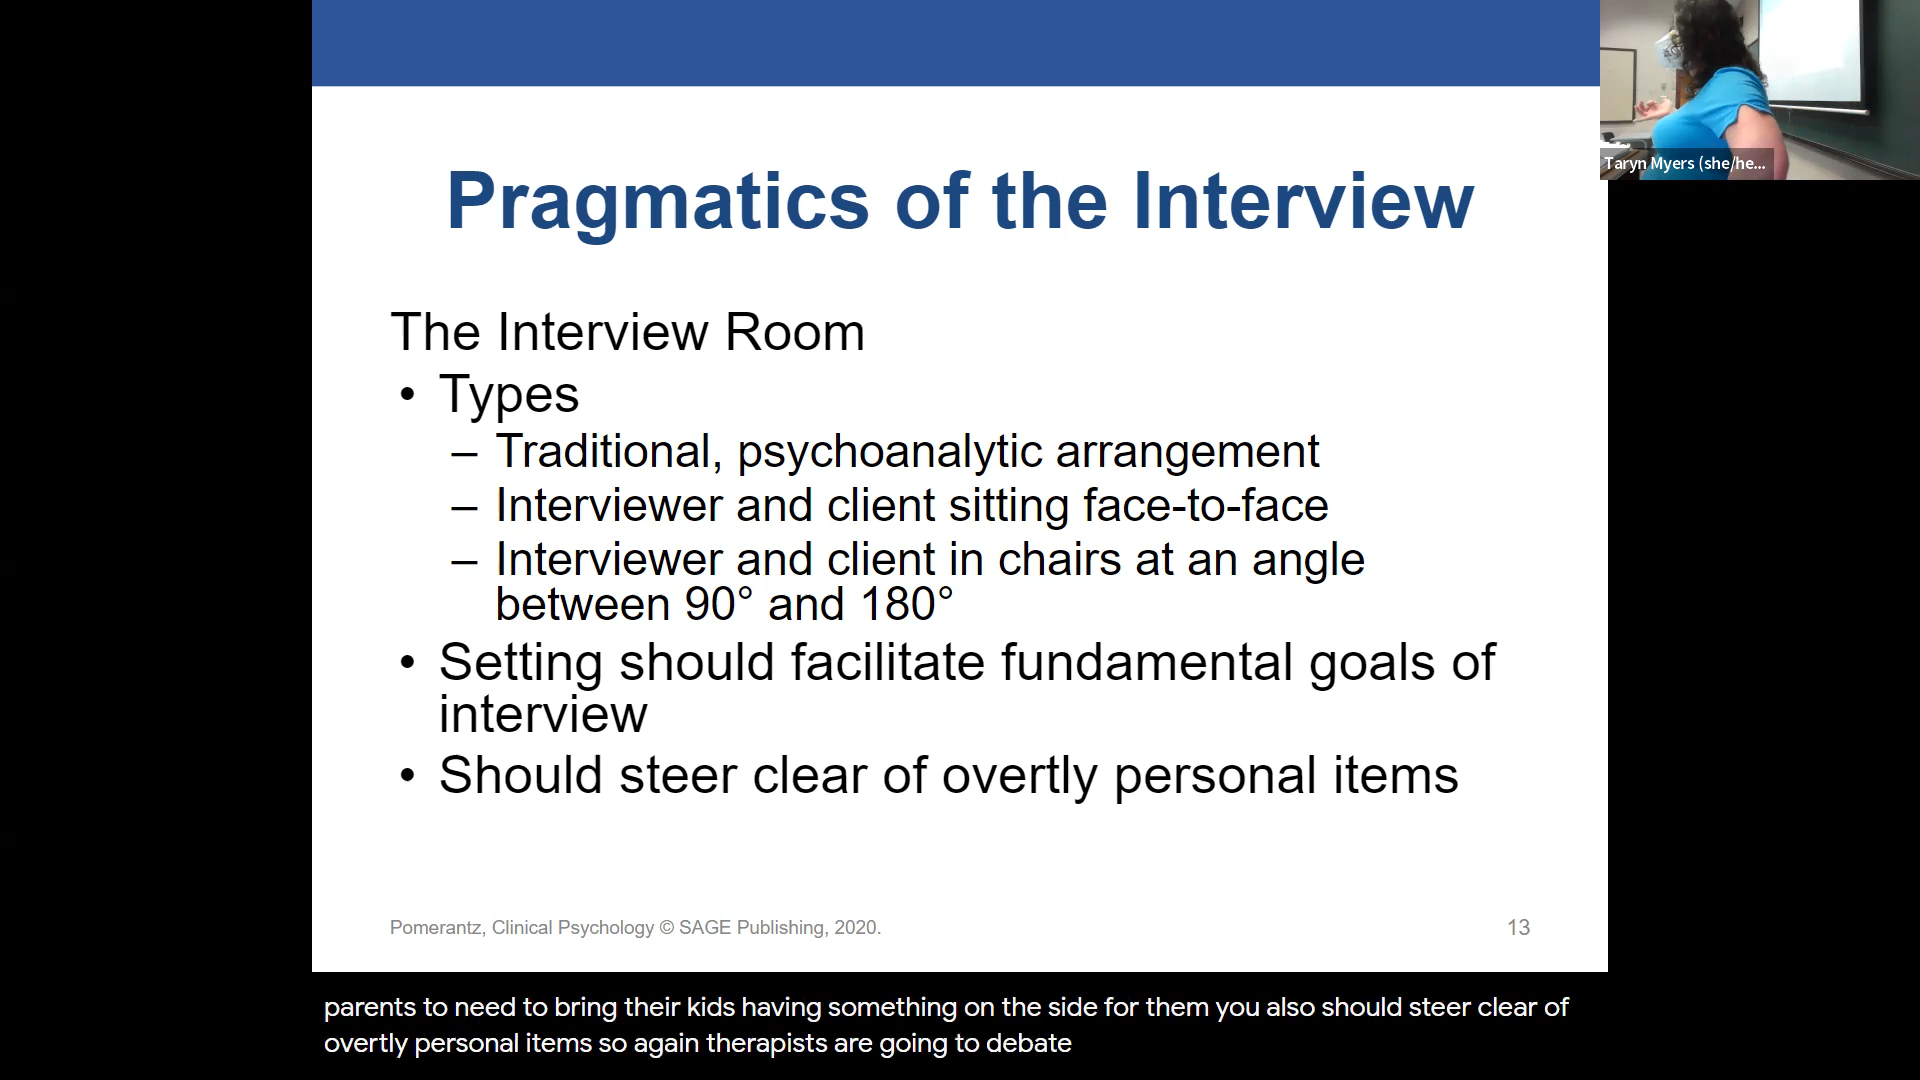 Taryn Myers (she/he...
Pragmatics of the Interview
The Interview Room
• Types
– Traditional, psychoanalytic arrangement
– Interviewer and client sitting face-to-face
– Interviewer and client in chairs at an angle
between 90° and 180°
• Setting should facilitate fundamental goals of
interview
• Should steer clear of overtly personal items
Pomerantz, Clinical Psychology © SAGE Publishing, 2020.
13
parents to need to bring their kids having something on the side for them you also should steer clear of
overtly personal items so again therapists are going to debate